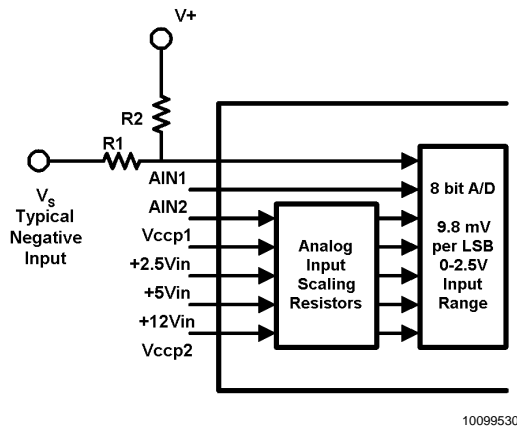 V+
R2
R1
VS
Typical
Negative
Input
AIN1
AIN2
Vccp1
+2.5Vin
+5Vin
+12Vin
Vccp2
Analog
Input
Scaling
Resistors
8 bit A/D
9.8 mV
per LSB
0-2.5V
Input
Range
10099530